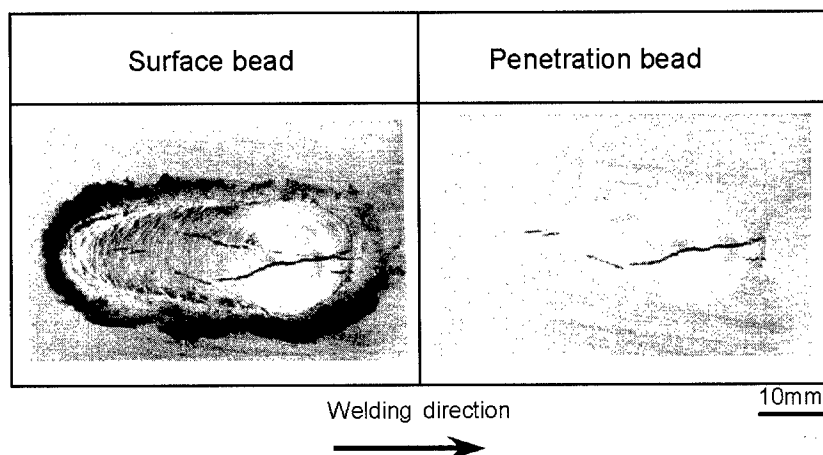 Surface bead
Penetration bead
10mm
Welding direction